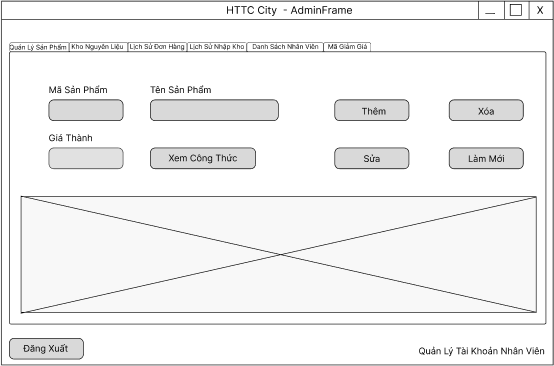 HTTC City - AdminFrame
X
Quản Lý Sản Phẩm Kho Nguyên Liệu Lịch Sử Đơn Hàng Lịch Sử Nhập Kho Danh Sách Nhân Viên Mã Giảm Giá
Mã Sản Phẩm Tên Sản Phẩm
Thêm Xóa
Giá Thành
Xem Công Thức Sửa Làm Mới
Đăng Xuất
Quản Lý Tài Khoản Nhân Viên